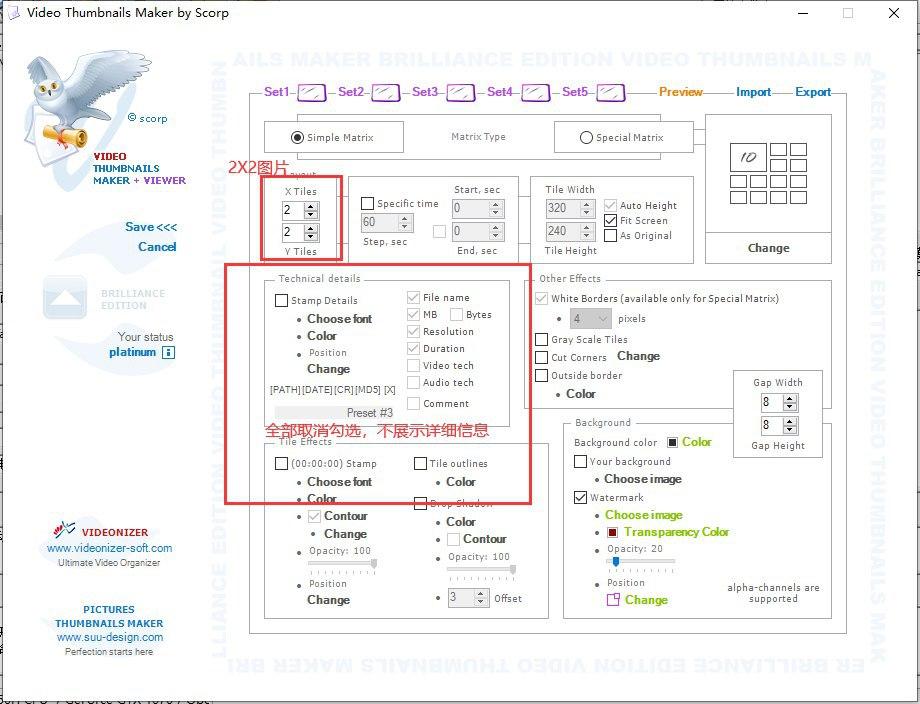 Video Thumbnails Maker by Scorp
AILS MAKER BRILLIANCE EDITION VIDEO THUMBNAILS M
© scorp
VIDEO
THUMBNAILS
MAKER + VIEWER
Save <<<
Cancel
BRILLIANCE
EDITION
Your status
platinum
VIDEONIZER
www.videonizer-soft.com
Ultimate Video Organizer
PICTURES
THUMBNAILS MAKER
www.suu-design.com
Perfection starts here
Set1 Set2 Set3 Set4 Set5 Preview Import Export
Simple Matrix Matrix Type Special Matrix
2X2图片
X Tiles
2
2
Y Tiles
Specific time
60
Step, sec
Start, sec
0
0
End, sec
Tile Width
320
240
Tile Height
Auto Height
Fit Screen
As Original
10
Change
Technical details
Stamp Details
Choose font
Color
Position
Change
[PATH][DATE][CR][MD5] [X]
Preset #3
File name
MB Bytes
Resolution
Duration
Video tech
Audio tech
Comment
全部取消勾选，不展示详细信息
Other Effects
White Borders (available only for Special Matrix)
4 pixels
Gray Scale Tiles
Cut Corners Change
Outside border
Color
Gap Width
8
8
Gap Height
Tile Effects
(00:00:00) Stamp
Choose font
Color
Contour
Change
Opacity: 100
Position
Change
Tile outlines
Color
Drop Shadow
Color
Contour
Opacity: 100
3 Offset
Background
Background color Color
Your background
Choose image
Watermark
Choose image
Transparency Color
Opacity: 20
Position
Change
alpha-channels are
supported